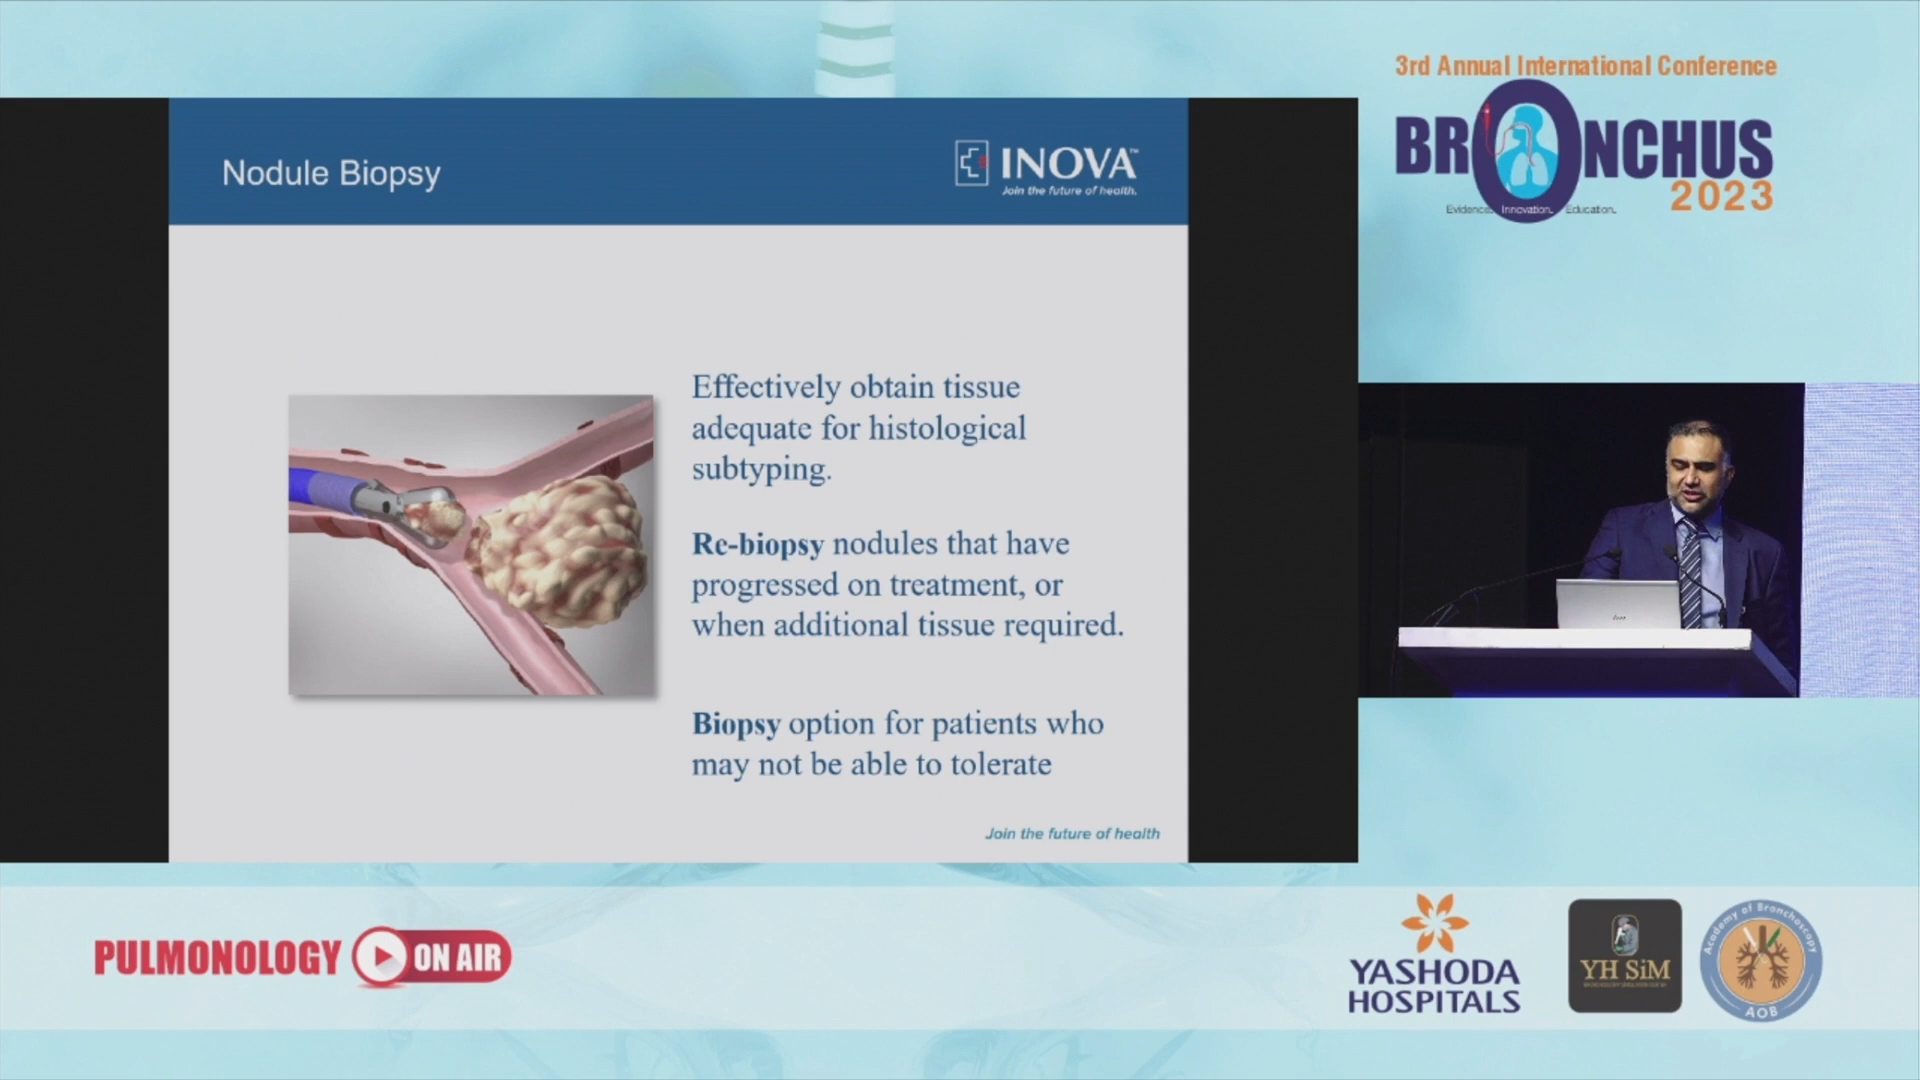 3rd Annual International Conference
BRONCHUS
2023
Evidence. Innovation. Education.
Nodule Biopsy
INOVA™
Join the future of health.
Effectively obtain tissue
adequate for histological
subtyping.
Re-biopsy nodules that have
progressed on treatment, or
when additional tissue required.
Biopsy option for patients who
may not be able to tolerate
Join the future of health
PULMONOLOGY ON AIR
YASHODA
HOSPITALS
YH SiM
Academy of Bronchoscopy
AOB